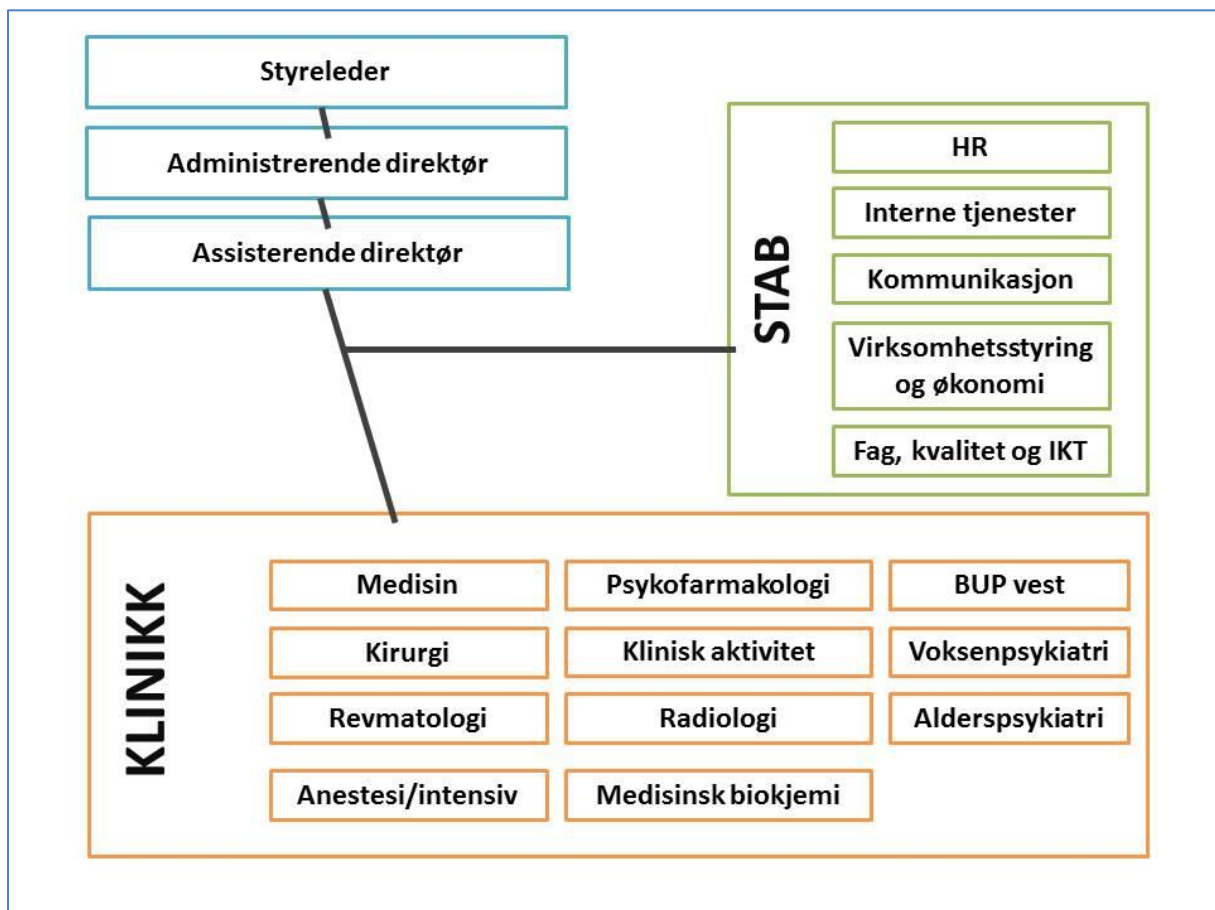 Styreleder
Administrerende direktør
Assisterende direktør
STAB
HR
Interne tjenester
Kommunikasjon
Virksomhetsstyring
og økonomi
Fag, kvalitet og IKT
KLINIKK
Medisin
Psykofarmakologi
BUP vest
Kirurgi
Klinisk aktivitet
Voksenpsykiatri
Revmatologi
Radiologi
Alderspsykiatri
Anestesi/intensiv
Medisinsk biokjemi